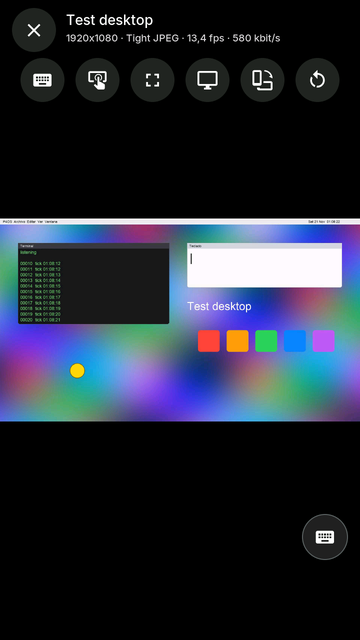 Test desktop
1920x1080 · Tight JPEG · 13,4 fps · 580 kbit/s
Terminal
listening
00010 tick 01:08:12
00011 tick 01:08:12
00012 tick 01:08:13
00013 tick 01:08:14
00014 tick 01:08:15
00015 tick 01:08:16
00016 tick 01:08:17
00017 tick 01:08:18
00018 tick 01:08:19
00019 tick 01:08:20
00020 tick 01:08:21
Test desktop